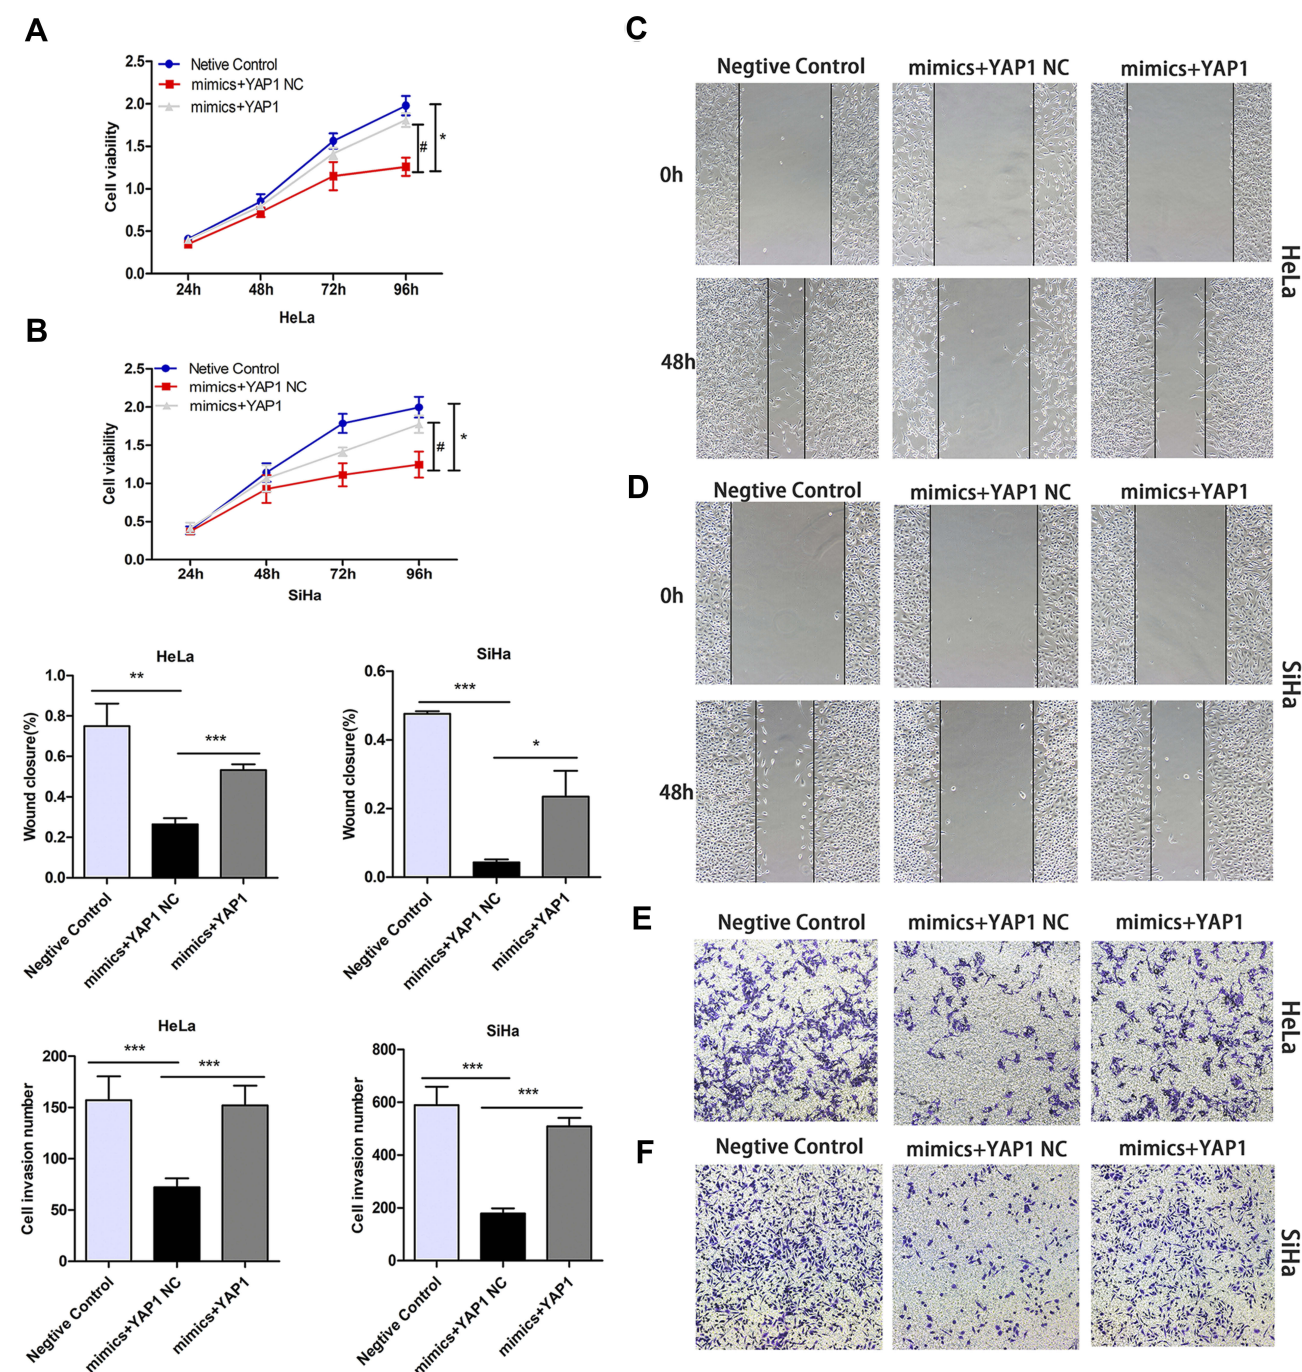 A
2.5
2.0
1.5
1.0
0.5
0.0
Cell viability
Netive Control
mimics+YAP1 NC
mimics+YAP1
#
*
24h 48h 72h 96h
HeLa
B
2.5
2.0
1.5
1.0
0.5
0.0
Cell viability
Netive Control
mimics+YAP1 NC
mimics+YAP1
#
*
24h 48h 72h 96h
SiHa
HeLa
1.0
0.8
0.6
0.4
0.2
0.0
Wound closure(%)
**
***
Negtive Control
mimics+YAP1 NC
mimics+YAP1
SiHa
0.6
0.4
0.2
0.0
Wound closure(%)
***
*
Negtive Control
mimics+YAP1 NC
mimics+YAP1
HeLa
200
150
100
50
0
Cell invasion number
***
***
Negtive Control
mimics+YAP1 NC
mimics+YAP1
SiHa
800
600
400
200
0
Cell invasion number
***
***
Negtive Control
mimics+YAP1 NC
mimics+YAP1
C
Negtive Control mimics+YAP1 NC mimics+YAP1
0h
48h
HeLa
D
Negtive Control mimics+YAP1 NC mimics+YAP1
0h
48h
SiHa
E
Negtive Control mimics+YAP1 NC mimics+YAP1
HeLa
F
Negtive Control mimics+YAP1 NC mimics+YAP1
SiHa